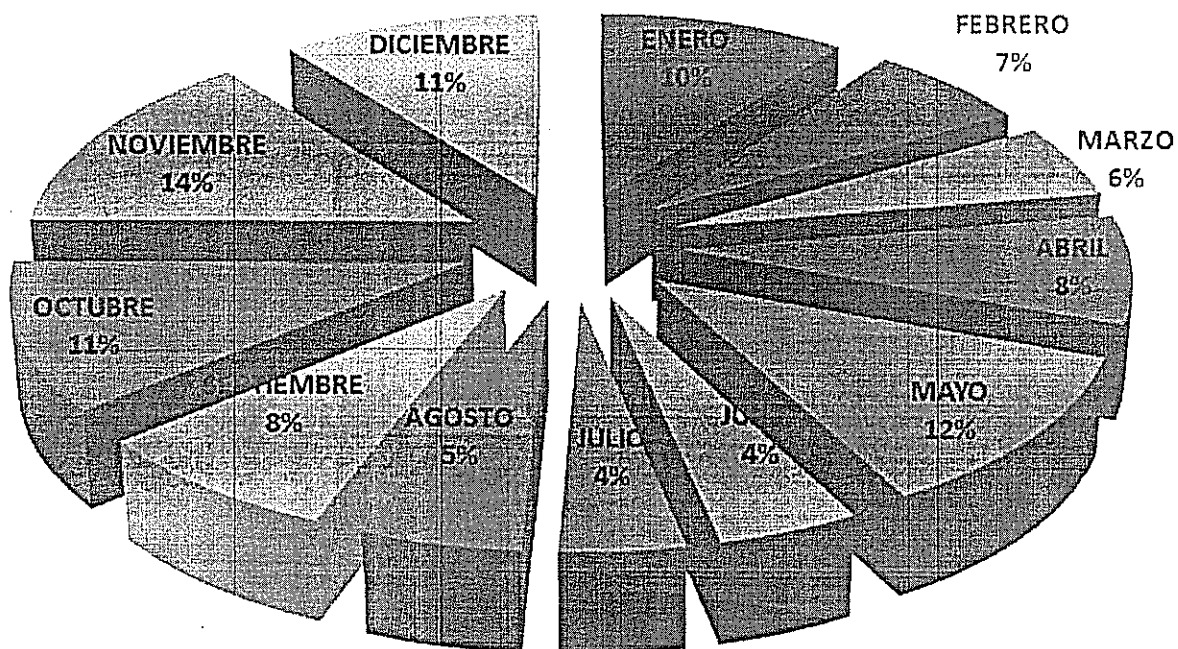 ENERO
10%
FEBRERO
7%
MARZO
6%
ABRIL
8%
MAYO
12%
4%
JULIO
4%
AGOSTO
5%
TIEMBRE
8%
OCTUBRE
11%
NOVIEMBRE
14%
DICIEMBRE
11%